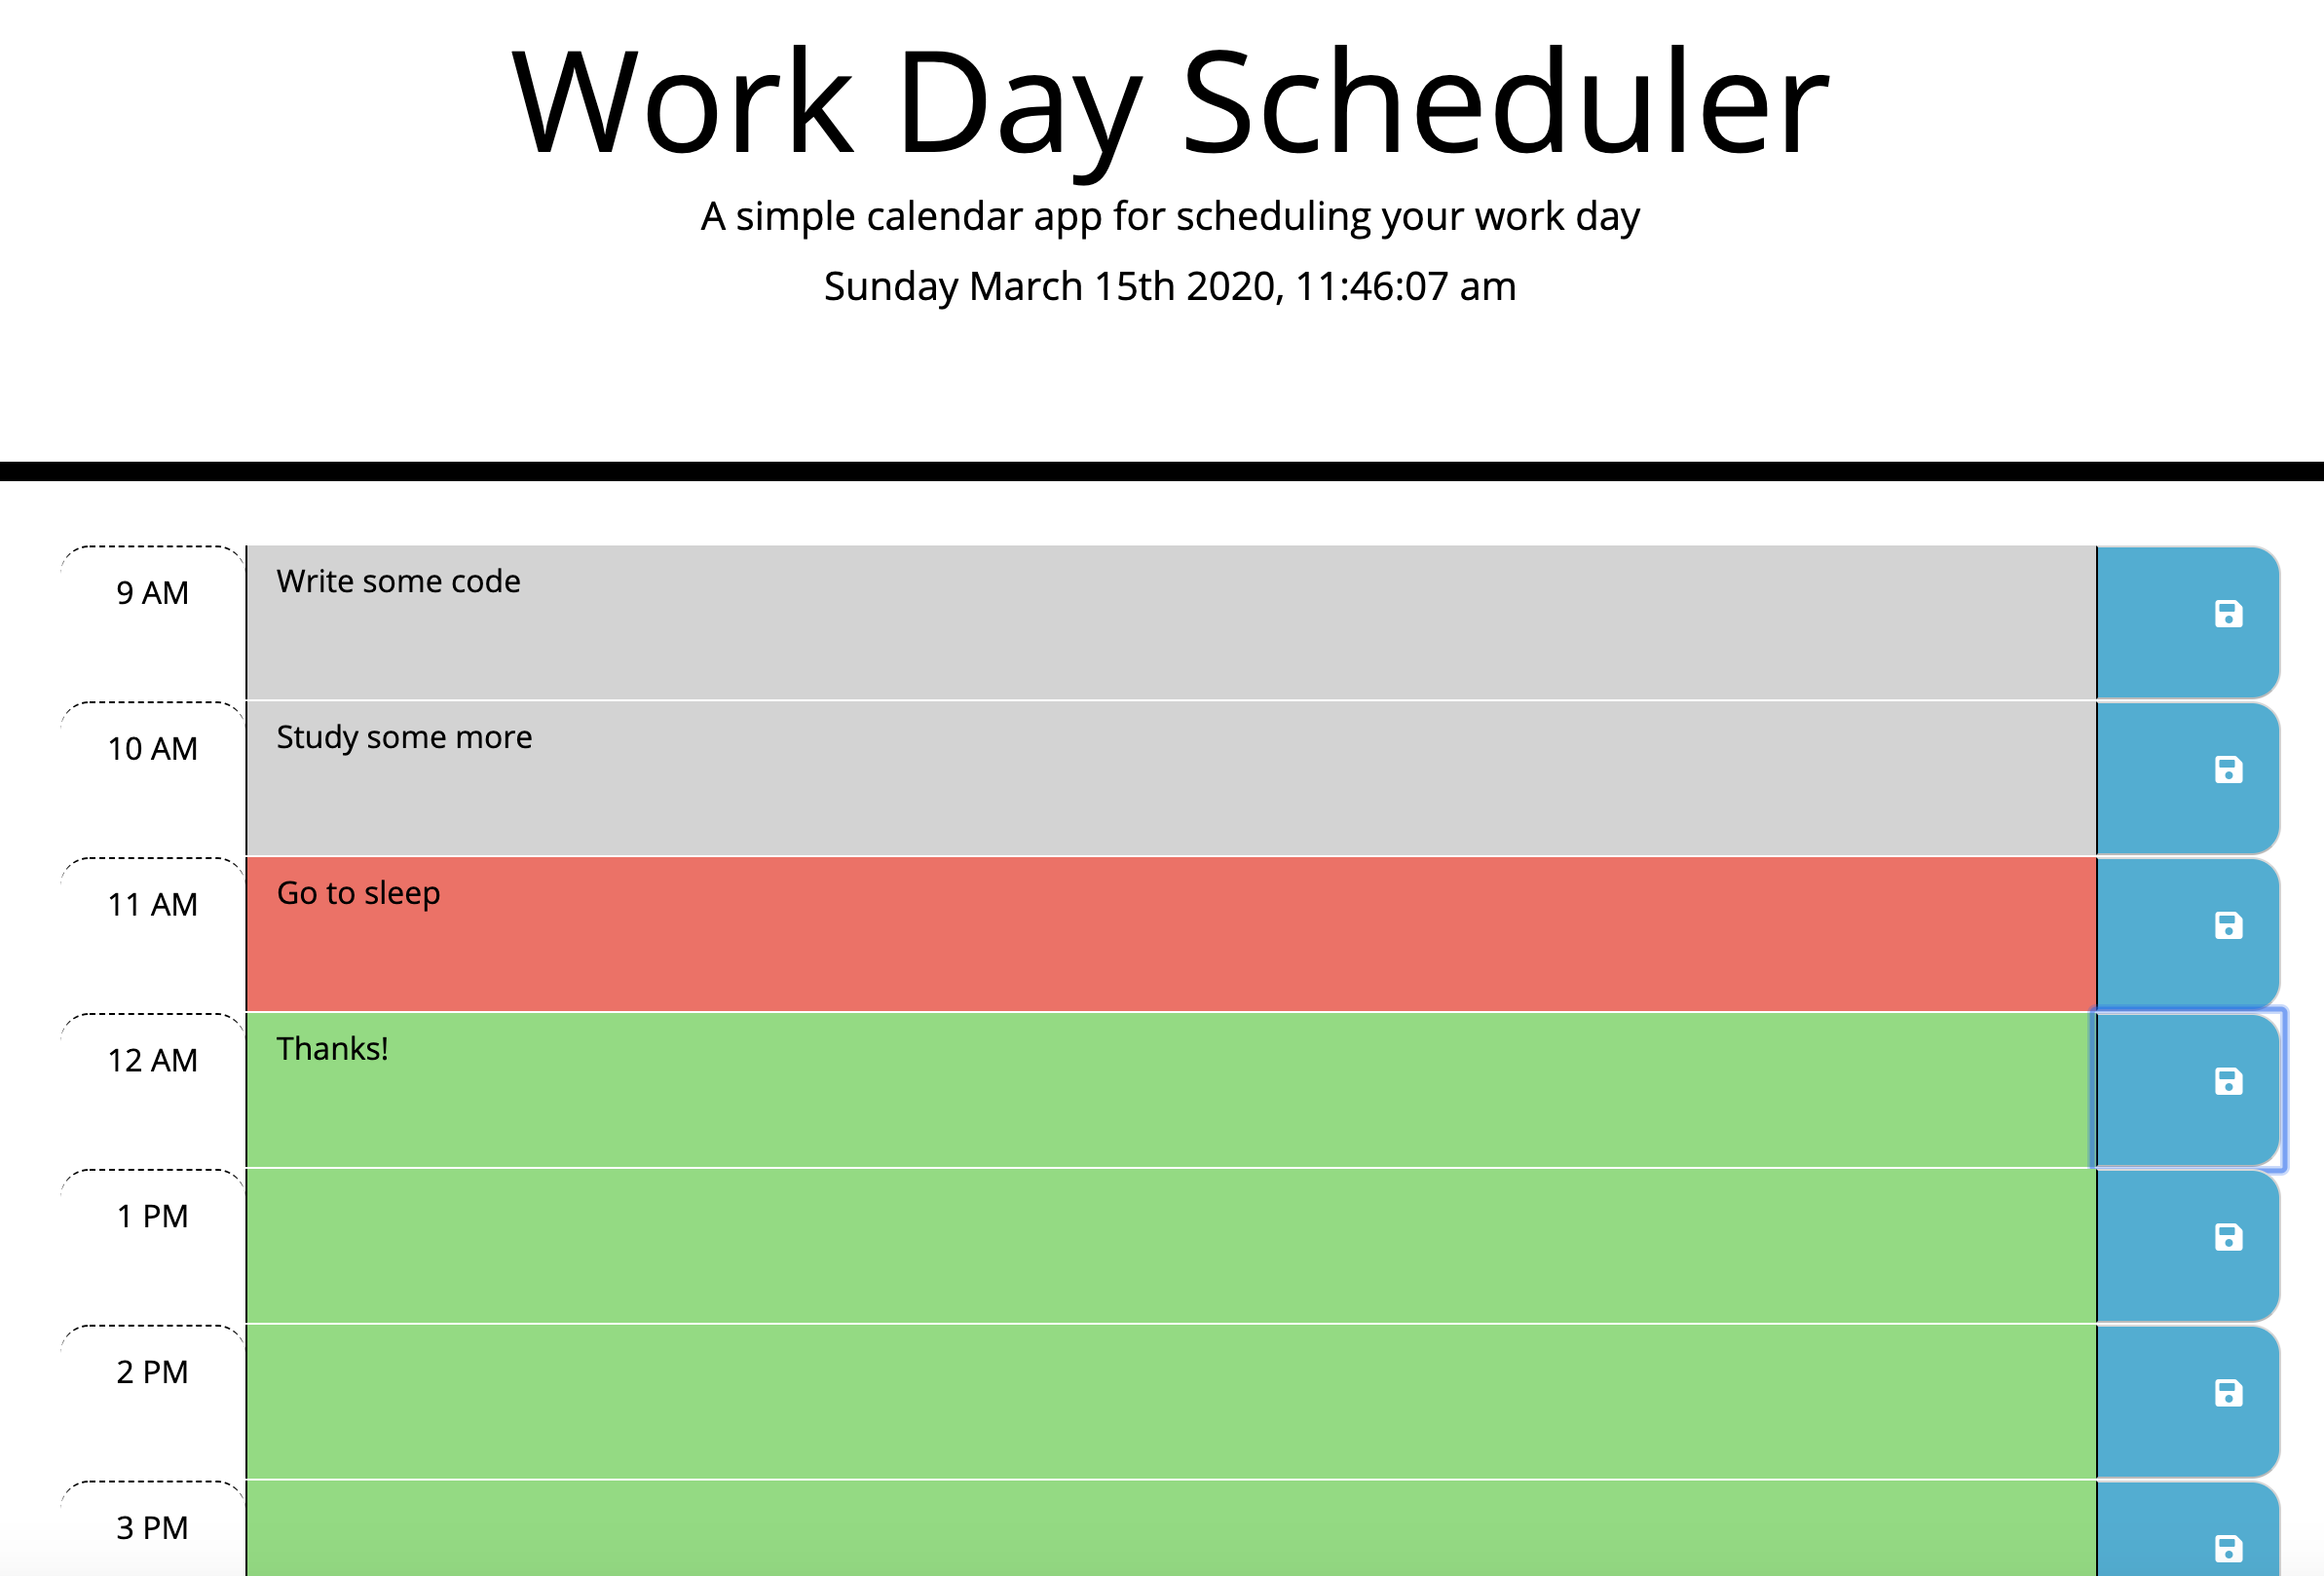 Work Day Scheduler
A simple calendar app for scheduling your work day
Sunday March 15th 2020, 11:46:07 am
9 AM Write some code
10 AM Study some more
11 AM Go to sleep
12 AM Thanks!
1 PM
2 PM
3 PM